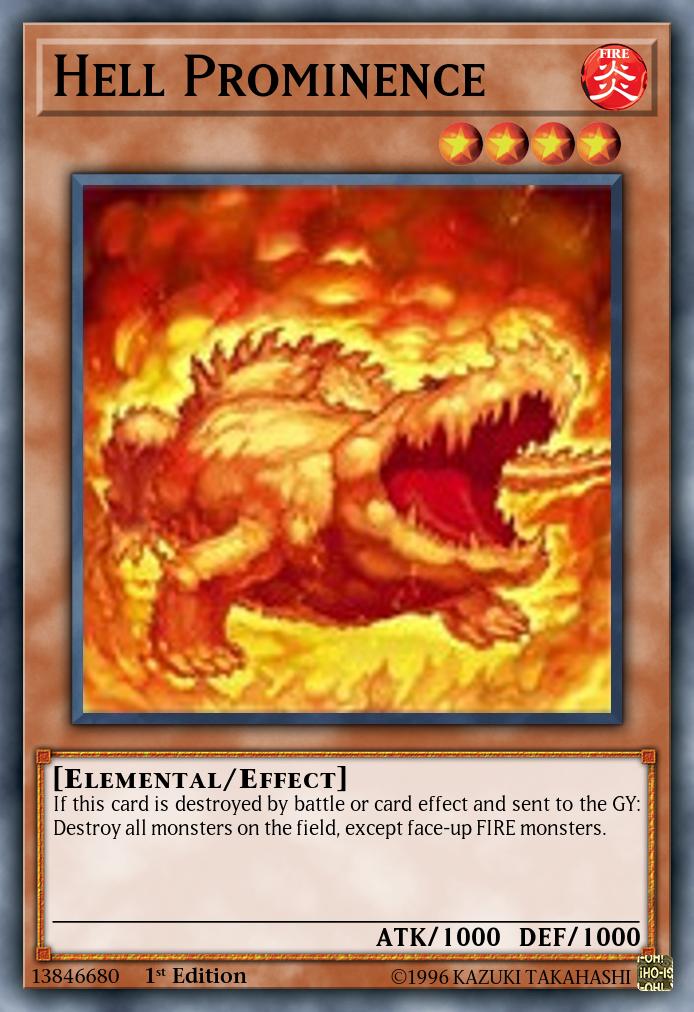 Hell Prominence
FIRE
炎
[Elemental/Effect]
If this card is destroyed by battle or card effect and sent to the GY:
Destroy all monsters on the field, except face-up FIRE monsters.
ATK/1000 DEF/1000
13846680 1st Edition ©1996 KAZUKI TAKAHASHI